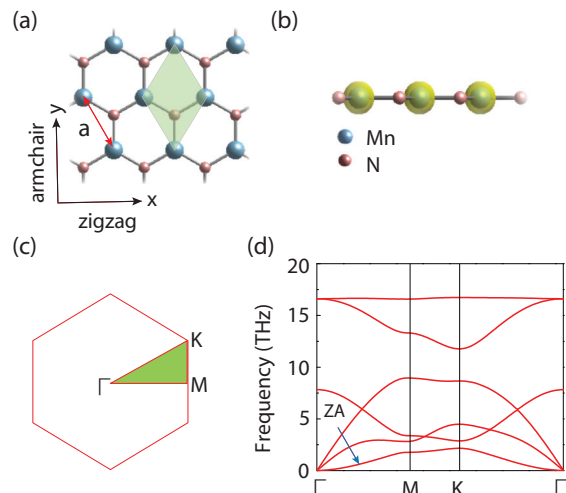 (a)
y
armchair
a
x
zigzag
(b)
Mn
N
(c)
K
Γ
M
(d)
Frequency (THz)
20
15
10
5
0
ZA
Γ
M
K
Γ